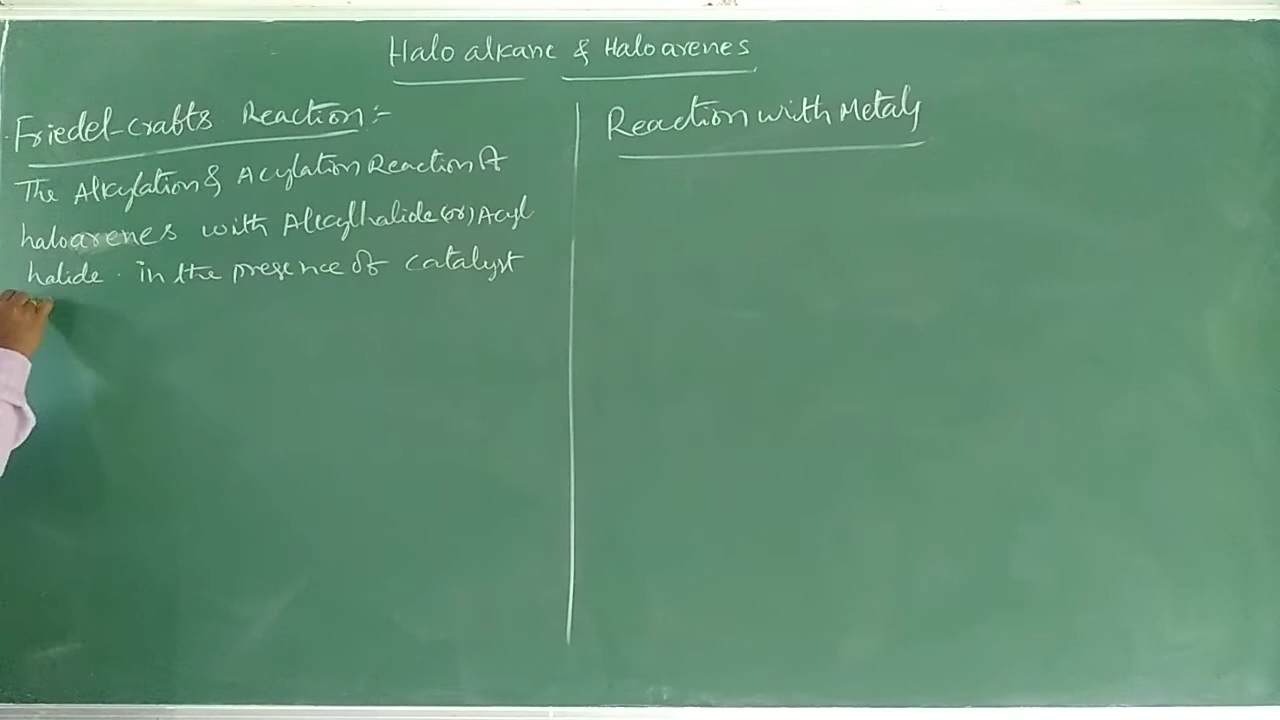 Halo alkane & Haloarenes
Friedel-crafts Reaction:-
The Alkylation & Acylation Reaction of
haloarenes with Alkylhalide (or) Acyl
halide. in the presence of catalyst
Reaction with Metals